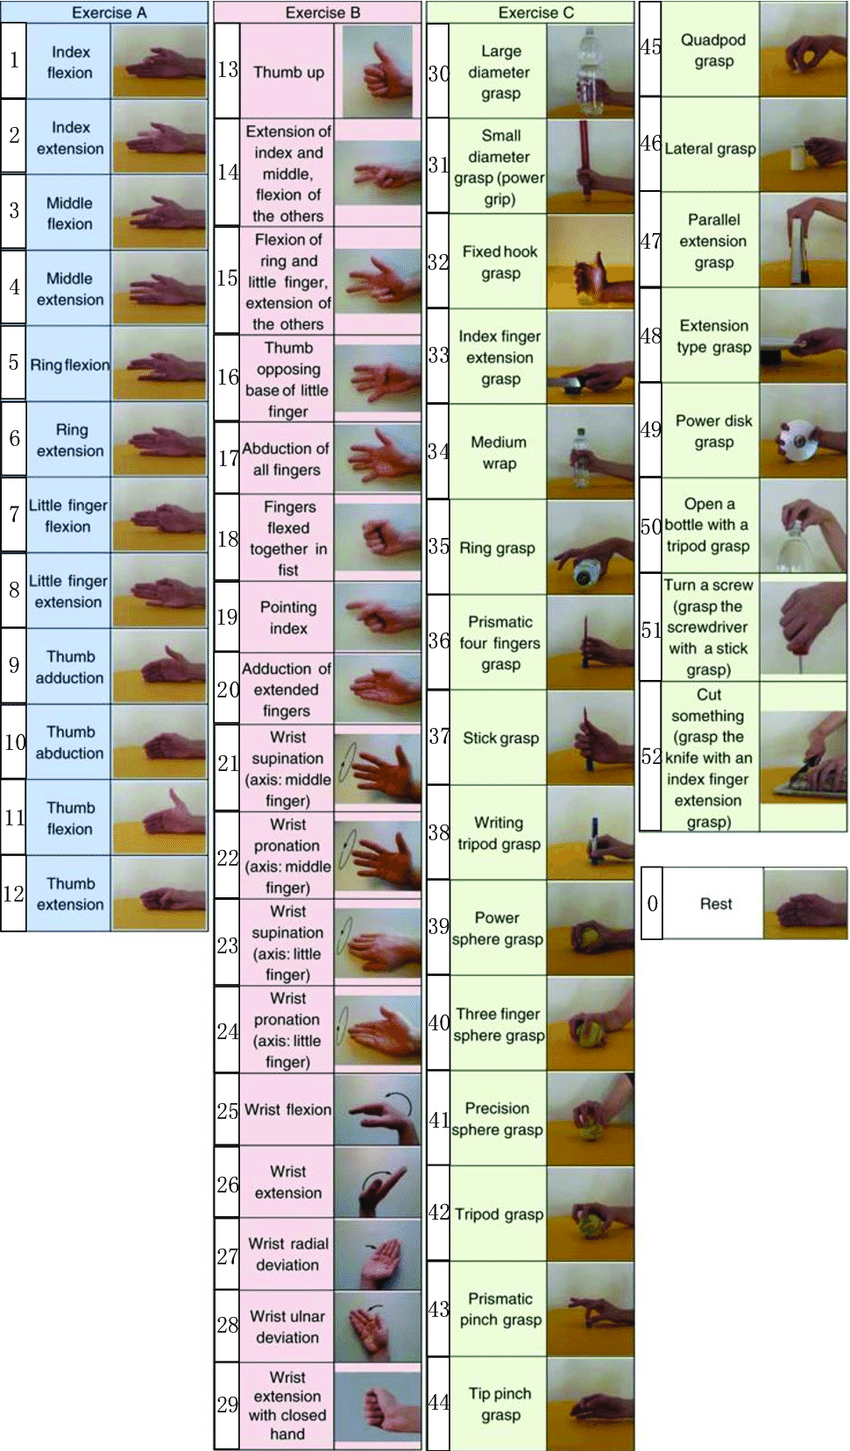 Exercise A
1
Index
flexion
2
Index
extension
3
Middle
flexion
4
Middle
extension
5
Ring flexion
6
Ring
extension
7
Little finger
flexion
8
Little finger
extension
9
Thumb
adduction
10
Thumb
abduction
11
Thumb
flexion
12
Thumb
extension
Exercise B
13
Thumb up
14
Extension of
index and
middle,
flexion of
the others
15
Flexion of
ring and
little finger,
extension of
the others
16
Thumb
opposing
base of little
finger
17
Abduction of
all fingers
18
Fingers
flexed
together in
fist
19
Pointing
index
20
Adduction of
extended
fingers
21
Wrist
supination
(axis: middle
finger)
22
Wrist
pronation
(axis: middle
finger)
23
Wrist
supination
(axis: little
finger)
24
Wrist
pronation
(axis: little
finger)
25
Wrist flexion
26
Wrist
extension
27
Wrist radial
deviation
28
Wrist ulnar
deviation
29
Wrist
extension
with closed
hand
Exercise C
30
Large
diameter
grasp
31
Small
diameter
grasp (power
grip)
32
Fixed hook
grasp
33
Index finger
extension
grasp
34
Medium
wrap
35
Ring grasp
36
Prismatic
four fingers
grasp
37
Stick grasp
38
Writing
tripod grasp
39
Power
sphere grasp
40
Three finger
sphere grasp
41
Precision
sphere grasp
42
Tripod grasp
43
Prismatic
pinch grasp
44
Tip pinch
grasp
45
Quadpod
grasp
46
Lateral grasp
47
Parallel
extension
grasp
48
Extension
type grasp
49
Power disk
grasp
50
Open a
bottle with a
tripod grasp
51
Turn a screw
(grasp the
screwdriver
with a stick
grasp)
52
Cut
something
(grasp the
knife with an
index finger
extension
grasp)
0
Rest